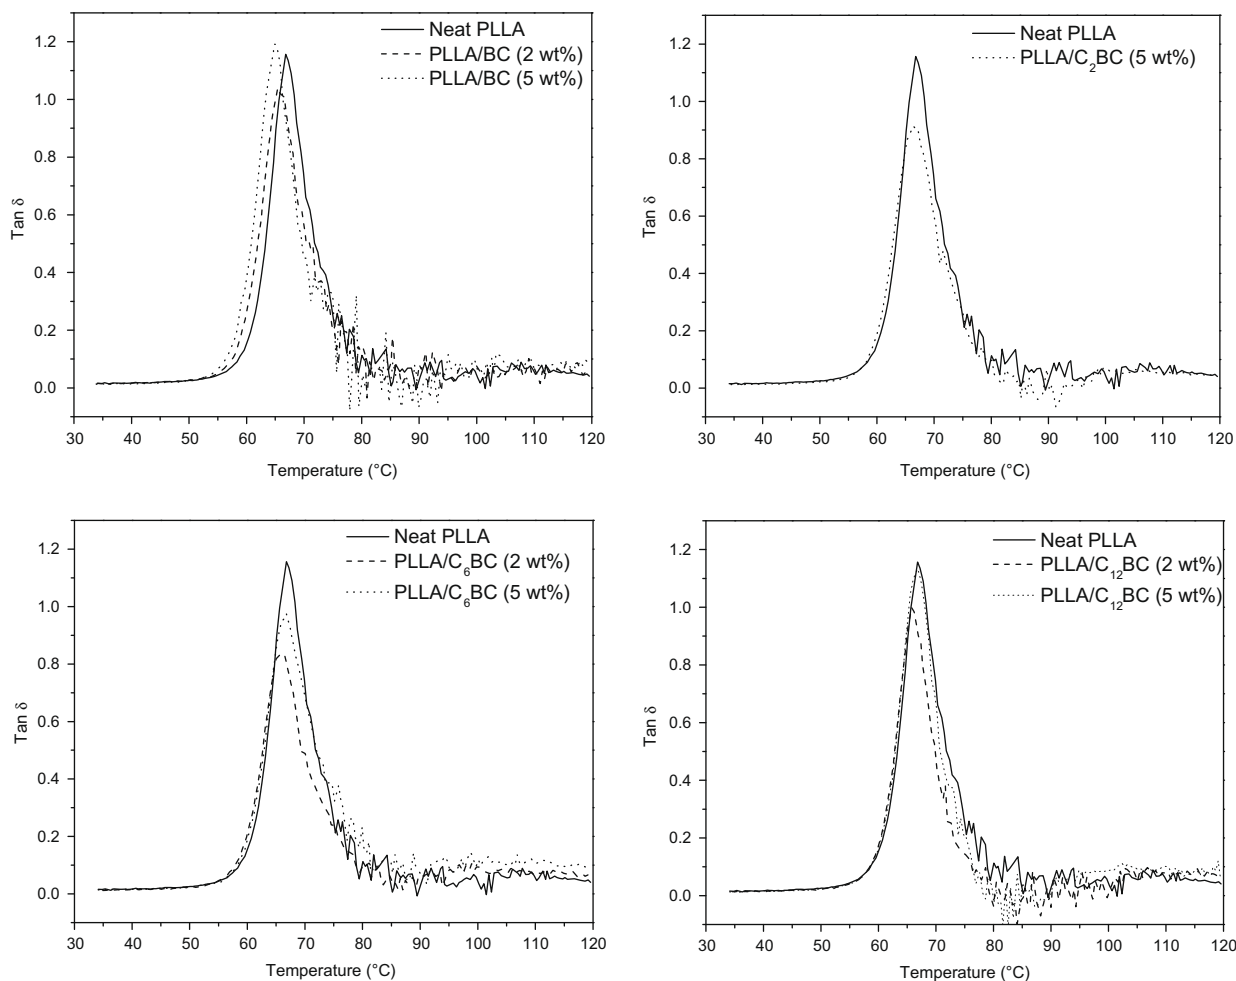 Neat PLLA
PLLA/BC (2 wt%)
PLLA/BC (5 wt%)
1.2
1.0
0.8
0.6
0.4
0.2
0.0
Tan δ
30 40 50 60 70 80 90 100 110 120
Temperature (°C)
Neat PLLA
PLLA/C₂BC (5 wt%)
1.2
1.0
0.8
0.6
0.4
0.2
0.0
Tan δ
30 40 50 60 70 80 90 100 110 120
Temperature (°C)
Neat PLLA
PLLA/C₆BC (2 wt%)
PLLA/C₆BC (5 wt%)
1.2
1.0
0.8
0.6
0.4
0.2
0.0
Tan δ
30 40 50 60 70 80 90 100 110 120
Temperature (°C)
Neat PLLA
PLLA/C₁₂BC (2 wt%)
PLLA/C₁₂BC (5 wt%)
1.2
1.0
0.8
0.6
0.4
0.2
0.0
Tan δ
30 40 50 60 70 80 90 100 110 120
Temperature (°C)